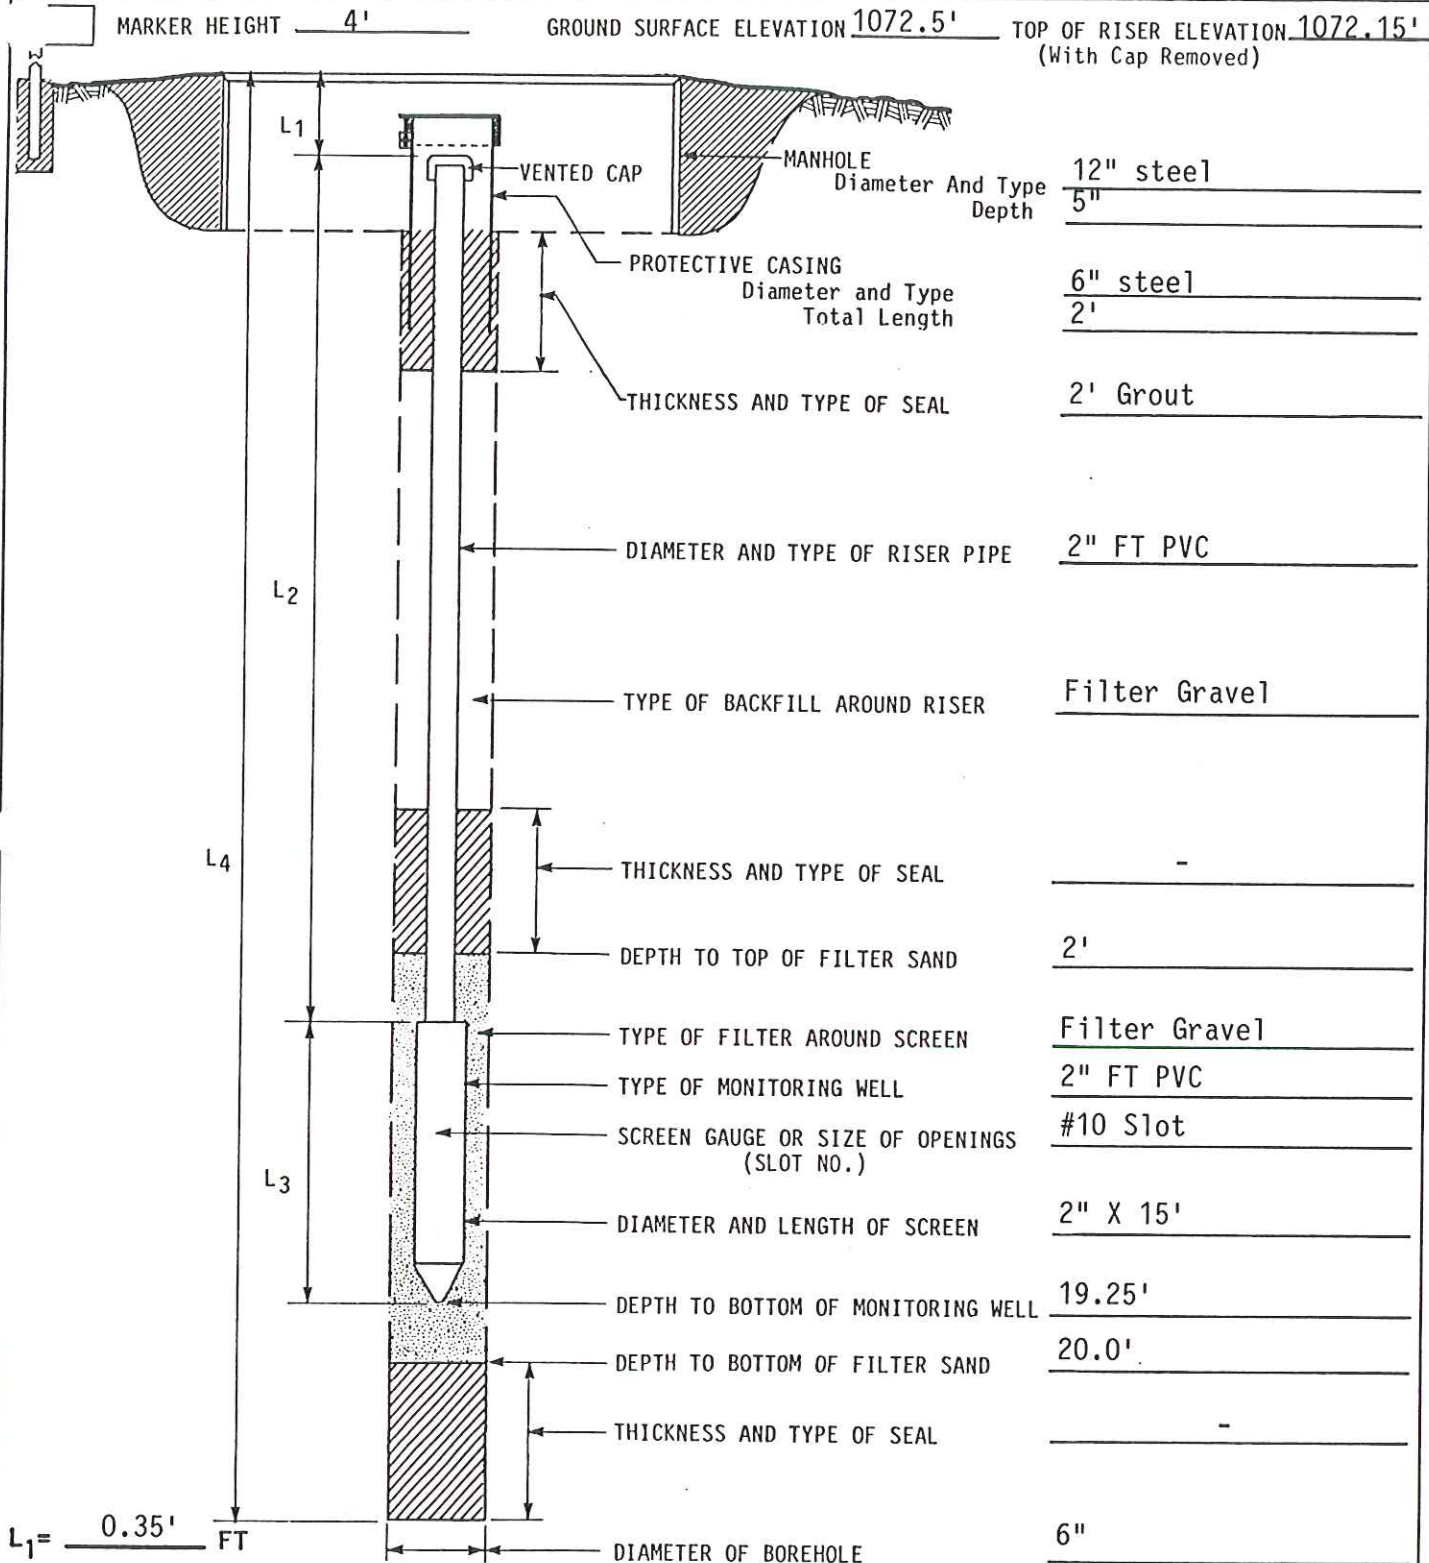 MARKER HEIGHT 4' GROUND SURFACE ELEVATION 1072.5' TOP OF RISER ELEVATION 1072.15'
(With Cap Removed)
L1
VENTED CAP
MANHOLE
Diameter And Type 12" steel
Depth 5"
PROTECTIVE CASING
Diameter and Type 6" steel
Total Length 2'
THICKNESS AND TYPE OF SEAL 2' Grout
DIAMETER AND TYPE OF RISER PIPE 2" FT PVC
L2
TYPE OF BACKFILL AROUND RISER Filter Gravel
L4
THICKNESS AND TYPE OF SEAL -
DEPTH TO TOP OF FILTER SAND 2'
TYPE OF FILTER AROUND SCREEN Filter Gravel
TYPE OF MONITORING WELL 2" FT PVC
SCREEN GAUGE OR SIZE OF OPENINGS #10 Slot
(SLOT NO.)
L3
DIAMETER AND LENGTH OF SCREEN 2" X 15'
DEPTH TO BOTTOM OF MONITORING WELL 19.25'
DEPTH TO BOTTOM OF FILTER SAND 20.0'
THICKNESS AND TYPE OF SEAL -
L1= 0.35' FT
DIAMETER OF BOREHOLE 6"